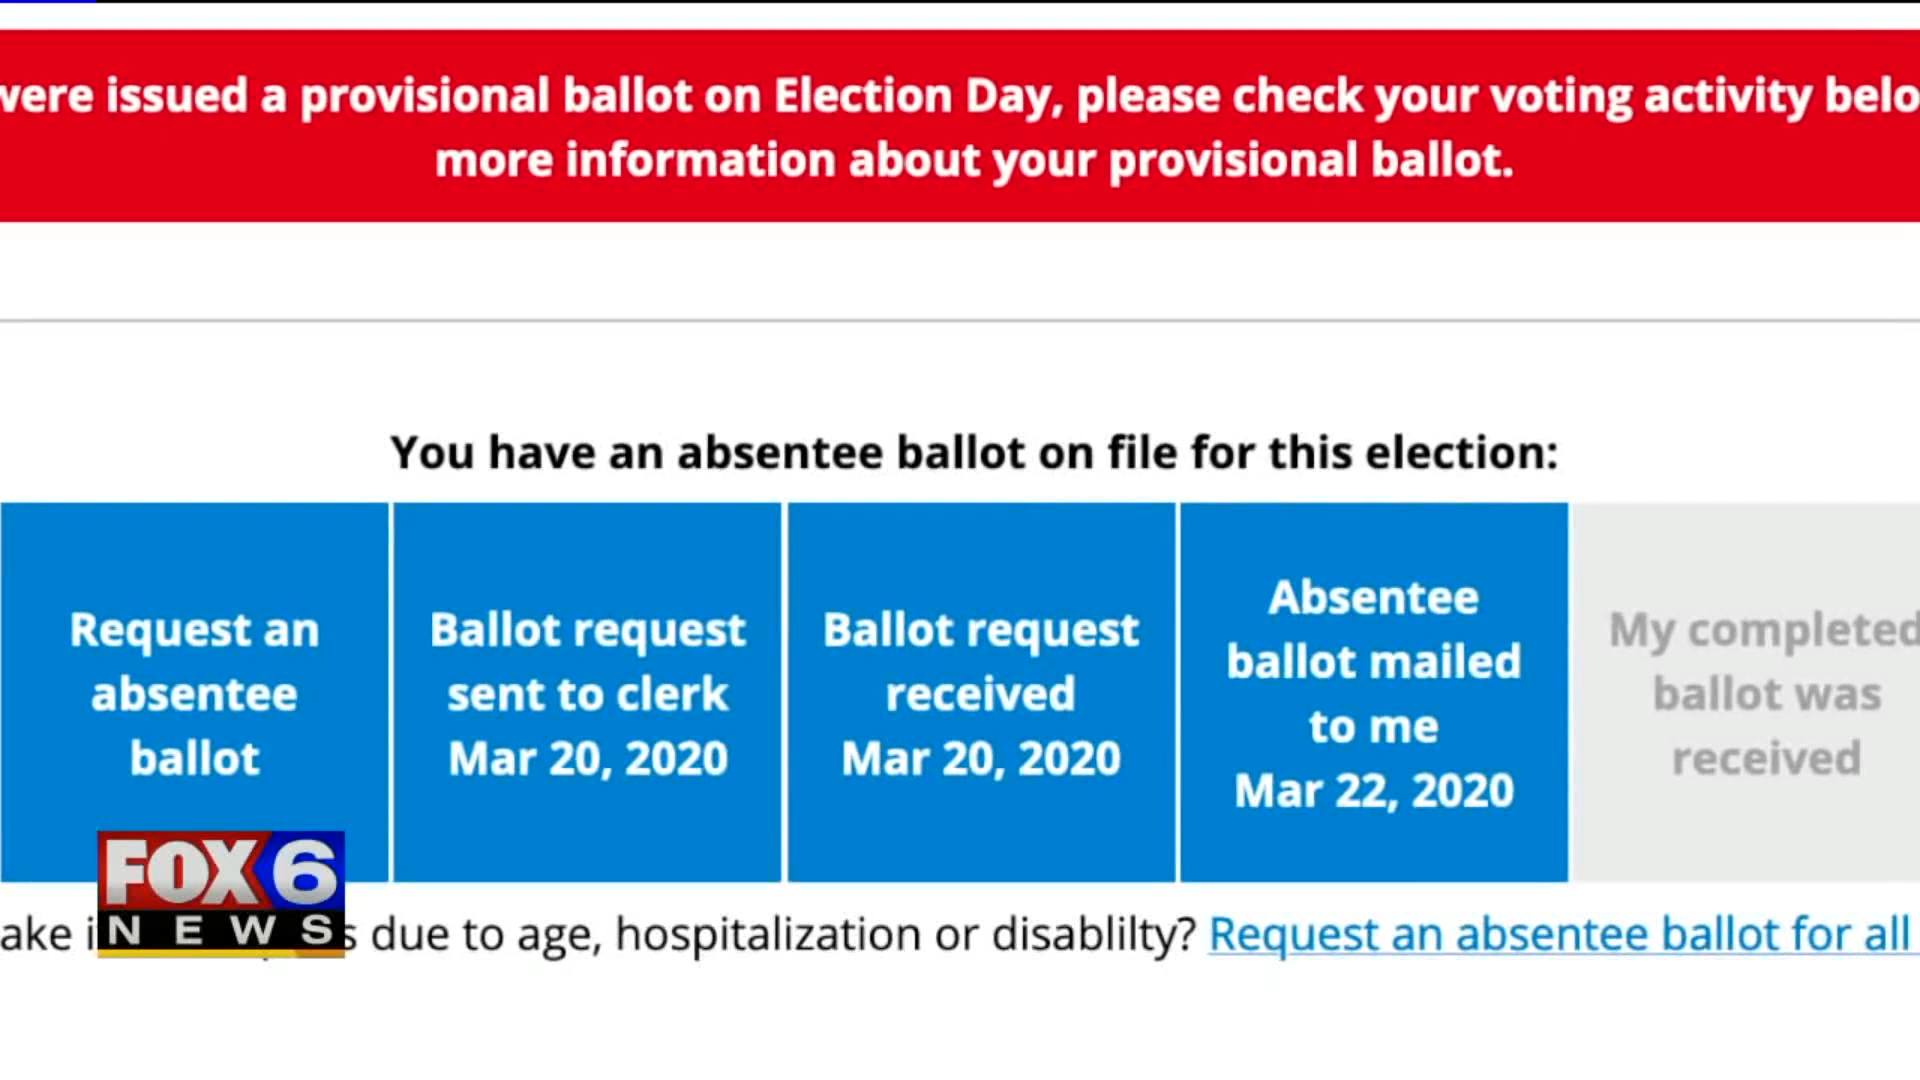 were issued a provisional ballot on Election Day, please check your voting activity belo
more information about your provisional ballot.
You have an absentee ballot on file for this election:
Request an
absentee
ballot
Ballot request
sent to clerk
Mar 20, 2020
Ballot request
received
Mar 20, 2020
Absentee
ballot mailed
to me
Mar 22, 2020
My completed
ballot was
received
FOX 6
NEWS
ake i s due to age, hospitalization or disablilty? Request an absentee ballot for all